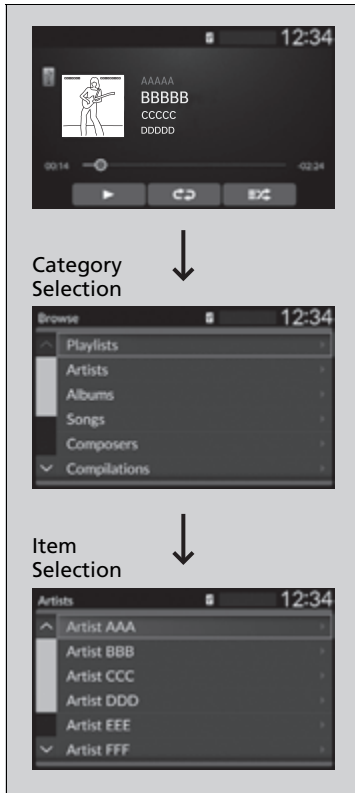 12:34
AAAAA
BBBBB
CCCCC
DDDDD
00:14
-02:24
Category
Selection
Browse 12:34
Playlists
Artists
Albums
Songs
Composers
Compilations
Item
Selection
Artists 12:34
Artist AAA
Artist BBB
Artist CCC
Artist DDD
Artist EEE
Artist FFF